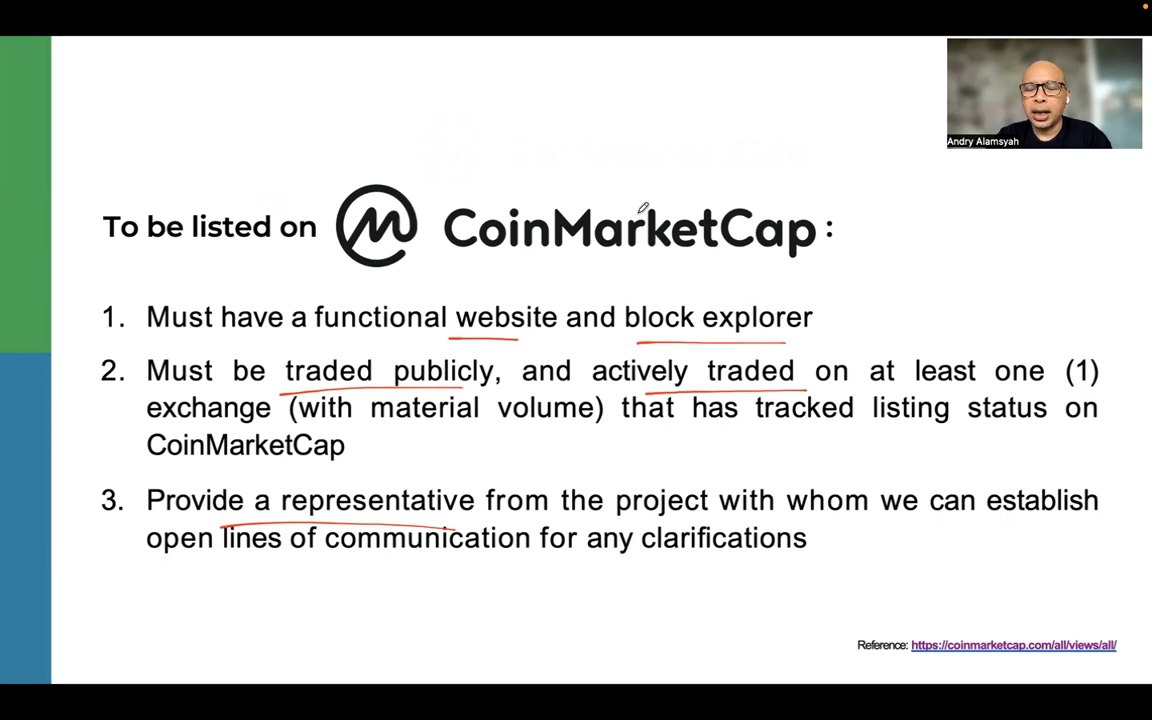 Andry Alamsyah
To be listed on CoinMarketCap :
1. Must have a functional website and block explorer
2. Must be traded publicly, and actively traded on at least one (1)
exchange (with material volume) that has tracked listing status on
CoinMarketCap
3. Provide a representative from the project with whom we can establish
open lines of communication for any clarifications
Reference: https://coinmarketcap.com/all/views/all/